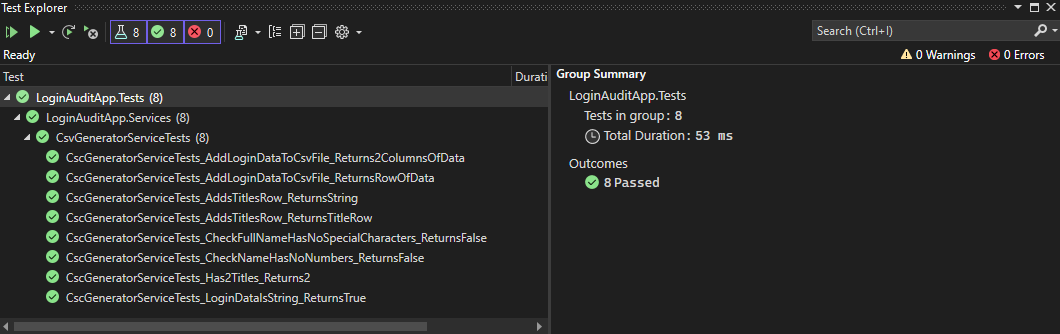 Test Explorer
8 8 0
Search (Ctrl+I)
Ready
0 Warnings 0 Errors
Test Durati
LoginAuditApp.Tests (8)
LoginAuditApp.Services (8)
CsvGeneratorServiceTests (8)
CscGeneratorServiceTests_AddLoginDataToCsvFile_Returns2ColumnsOfData
CscGeneratorServiceTests_AddLoginDataToCsvFile_ReturnsRowOfData
CscGeneratorServiceTests_AddsTitlesRow_ReturnsString
CscGeneratorServiceTests_AddsTitlesRow_ReturnsTitleRow
CscGeneratorServiceTests_CheckFullNameHasNoSpecialCharacters_ReturnsFalse
CscGeneratorServiceTests_CheckNameHasNoNumbers_ReturnsFalse
CscGeneratorServiceTests_Has2Titles_Returns2
CscGeneratorServiceTests_LoginDataIsString_ReturnsTrue
Group Summary
LoginAuditApp.Tests
Tests in group: 8
Total Duration: 53 ms
Outcomes
8 Passed